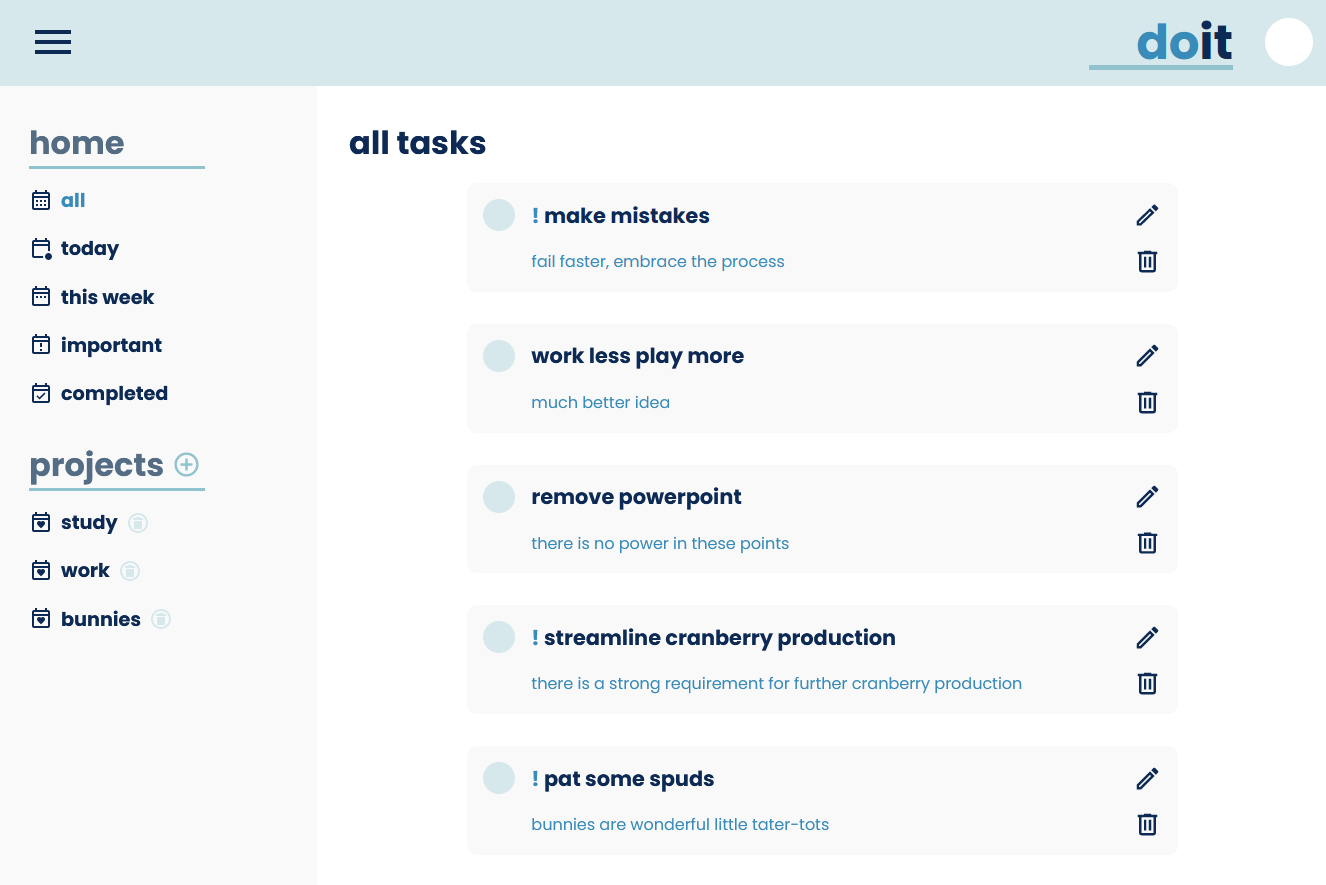 doit
home
all
today
this week
important
completed
projects
study
work
bunnies
all tasks
! make mistakes
fail faster, embrace the process
work less play more
much better idea
remove powerpoint
there is no power in these points
! streamline cranberry production
there is a strong requirement for further cranberry production
! pat some spuds
bunnies are wonderful little tater-tots